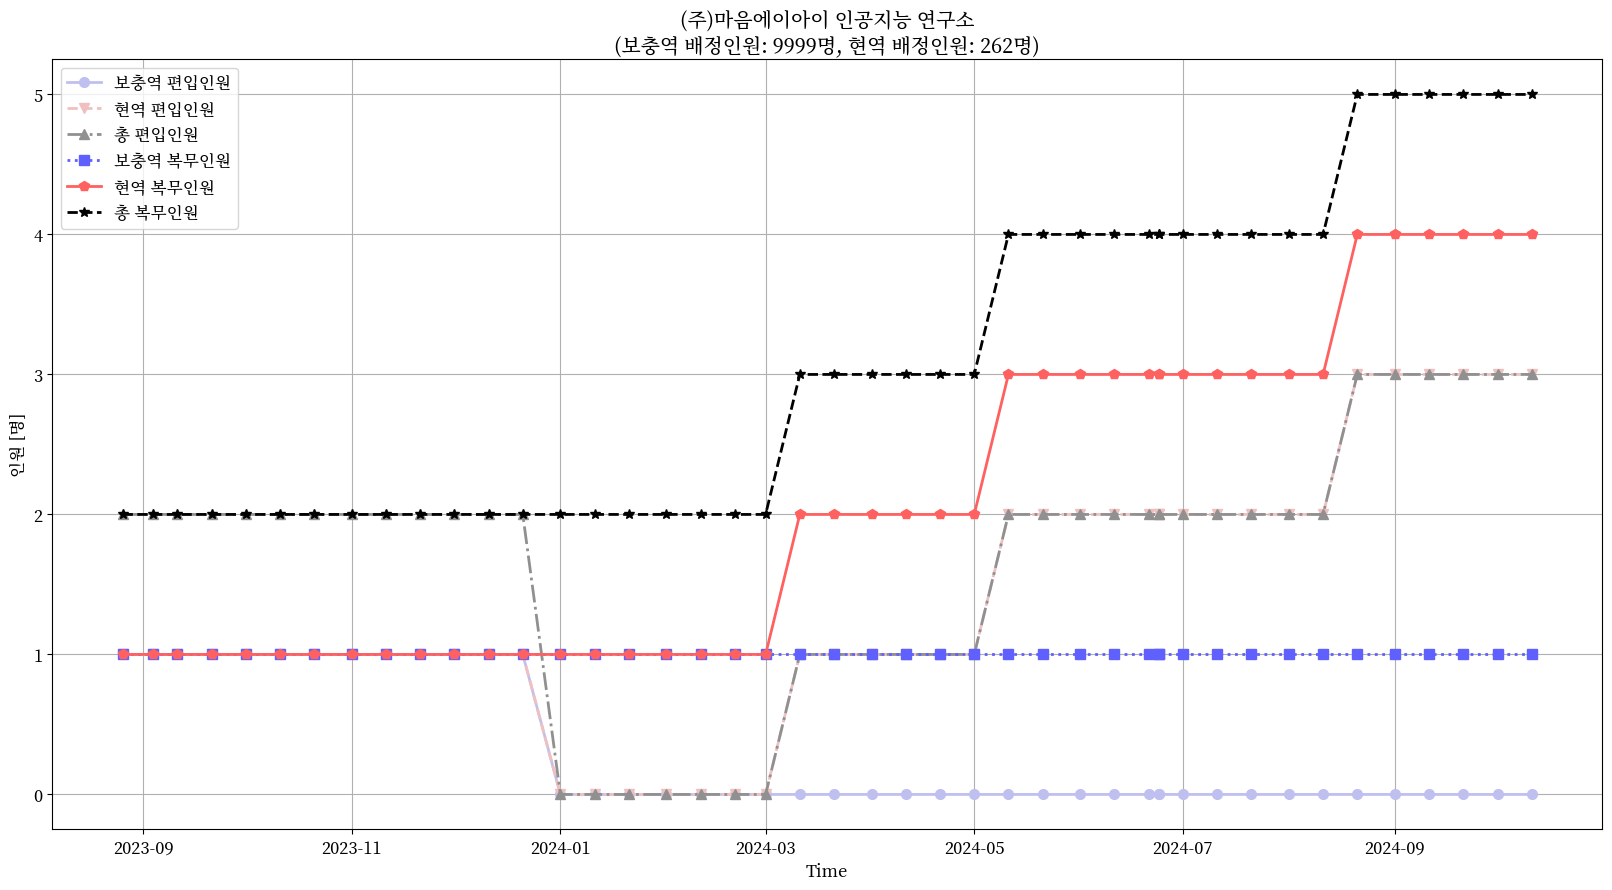 (주)마음에이아이 인공지능 연구소
(보충역 배정인원: 9999명, 현역 배정인원: 262명)
보충역 편입인원
현역 편입인원
총 편입인원
보충역 복무인원
현역 복무인원
총 복무인원
인원 [명]
5
4
3
2
1
0
2023-09
2023-11
2024-01
2024-03
2024-05
2024-07
2024-09
Time